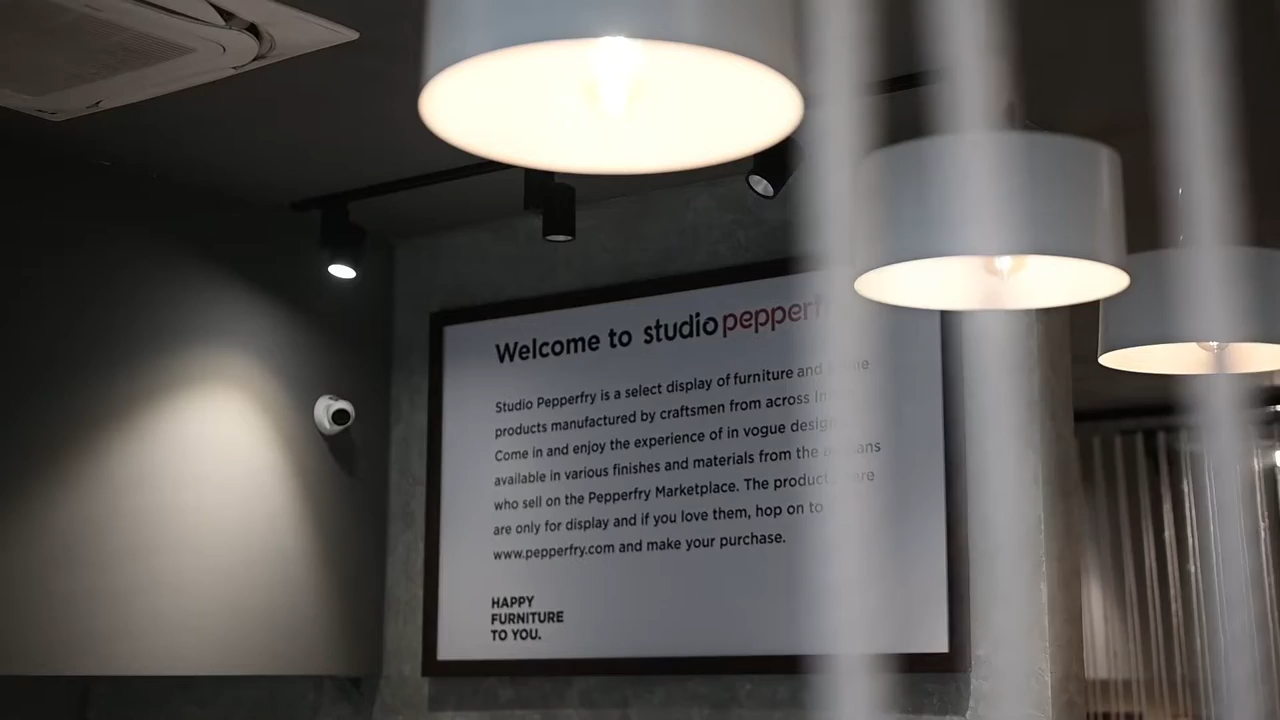 Welcome to studio pepperf
Studio Pepperfry is a select display of furniture and
products manufactured by craftsmen from across
Come in and enjoy the experience of in vogue
available in various finishes and materials from the
who sell on the Pepperfry Marketplace. The
are only for display and if you love them, hop on to
www.pepperfry.com and make your purchase.
HAPPY
FURNITURE
TO YOU.